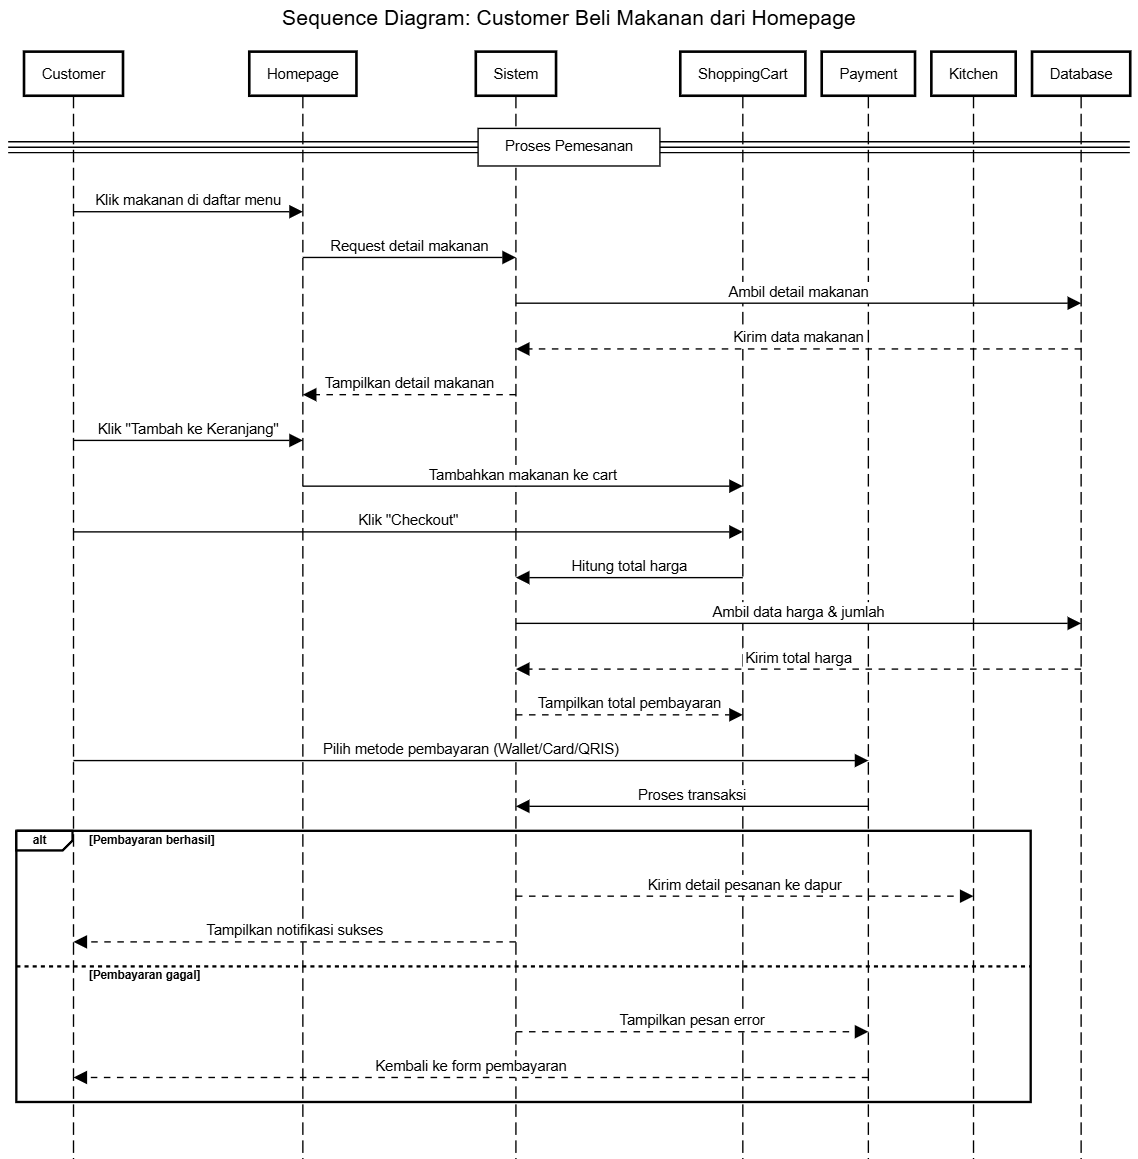 Sequence Diagram: Customer Beli Makanan dari Homepage
Customer
Homepage
Sistem
ShoppingCart
Payment
Kitchen
Database
Proses Pemesanan
Klik makanan di daftar menu
Request detail makanan
Ambil detail makanan
Kirim data makanan
Tampilkan detail makanan
Klik "Tambah ke Keranjang"
Tambahkan makanan ke cart
Klik "Checkout"
Hitung total harga
Ambil data harga & jumlah
Kirim total harga
Tampilkan total pembayaran
Pilih metode pembayaran (Wallet/Card/QRIS)
Proses transaksi
alt
[Pembayaran berhasil]
Kirim detail pesanan ke dapur
Tampilkan notifikasi sukses
[Pembayaran gagal]
Tampilkan pesan error
Kembali ke form pembayaran